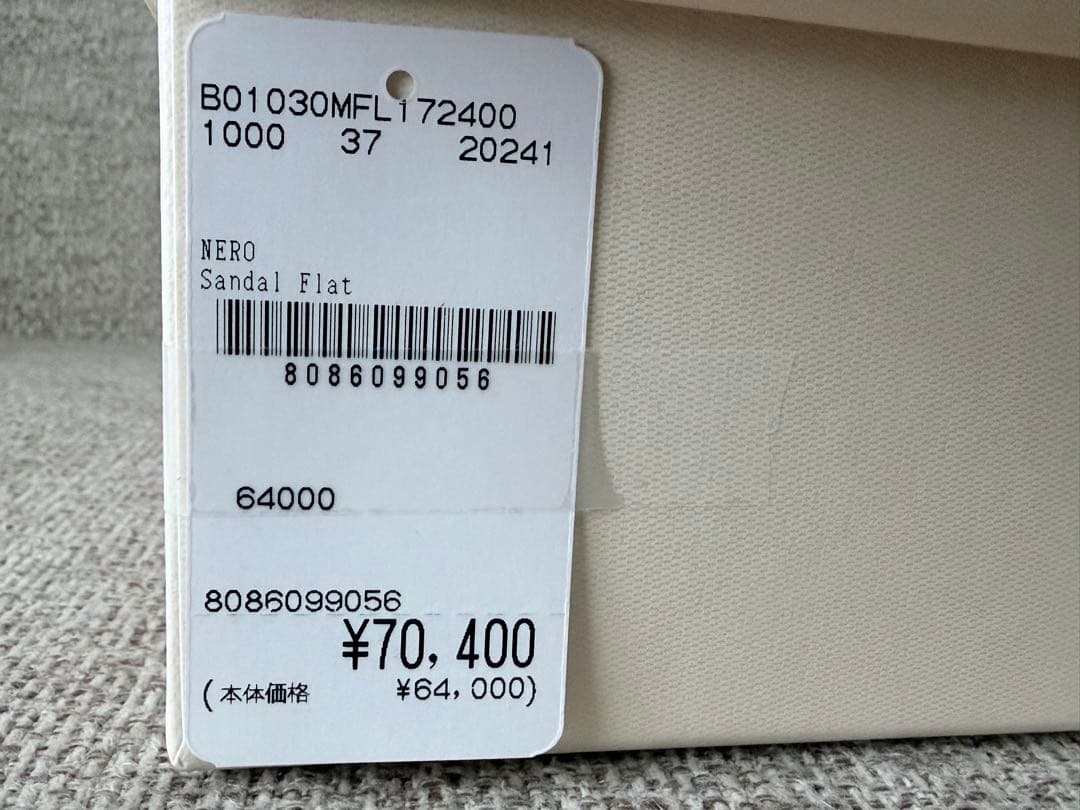 B01030MFL172400
1000 37 20241
NERO
Sandal Flat
8086099056
64000
8086099056
¥70,400
(本体価格 ¥64,000)